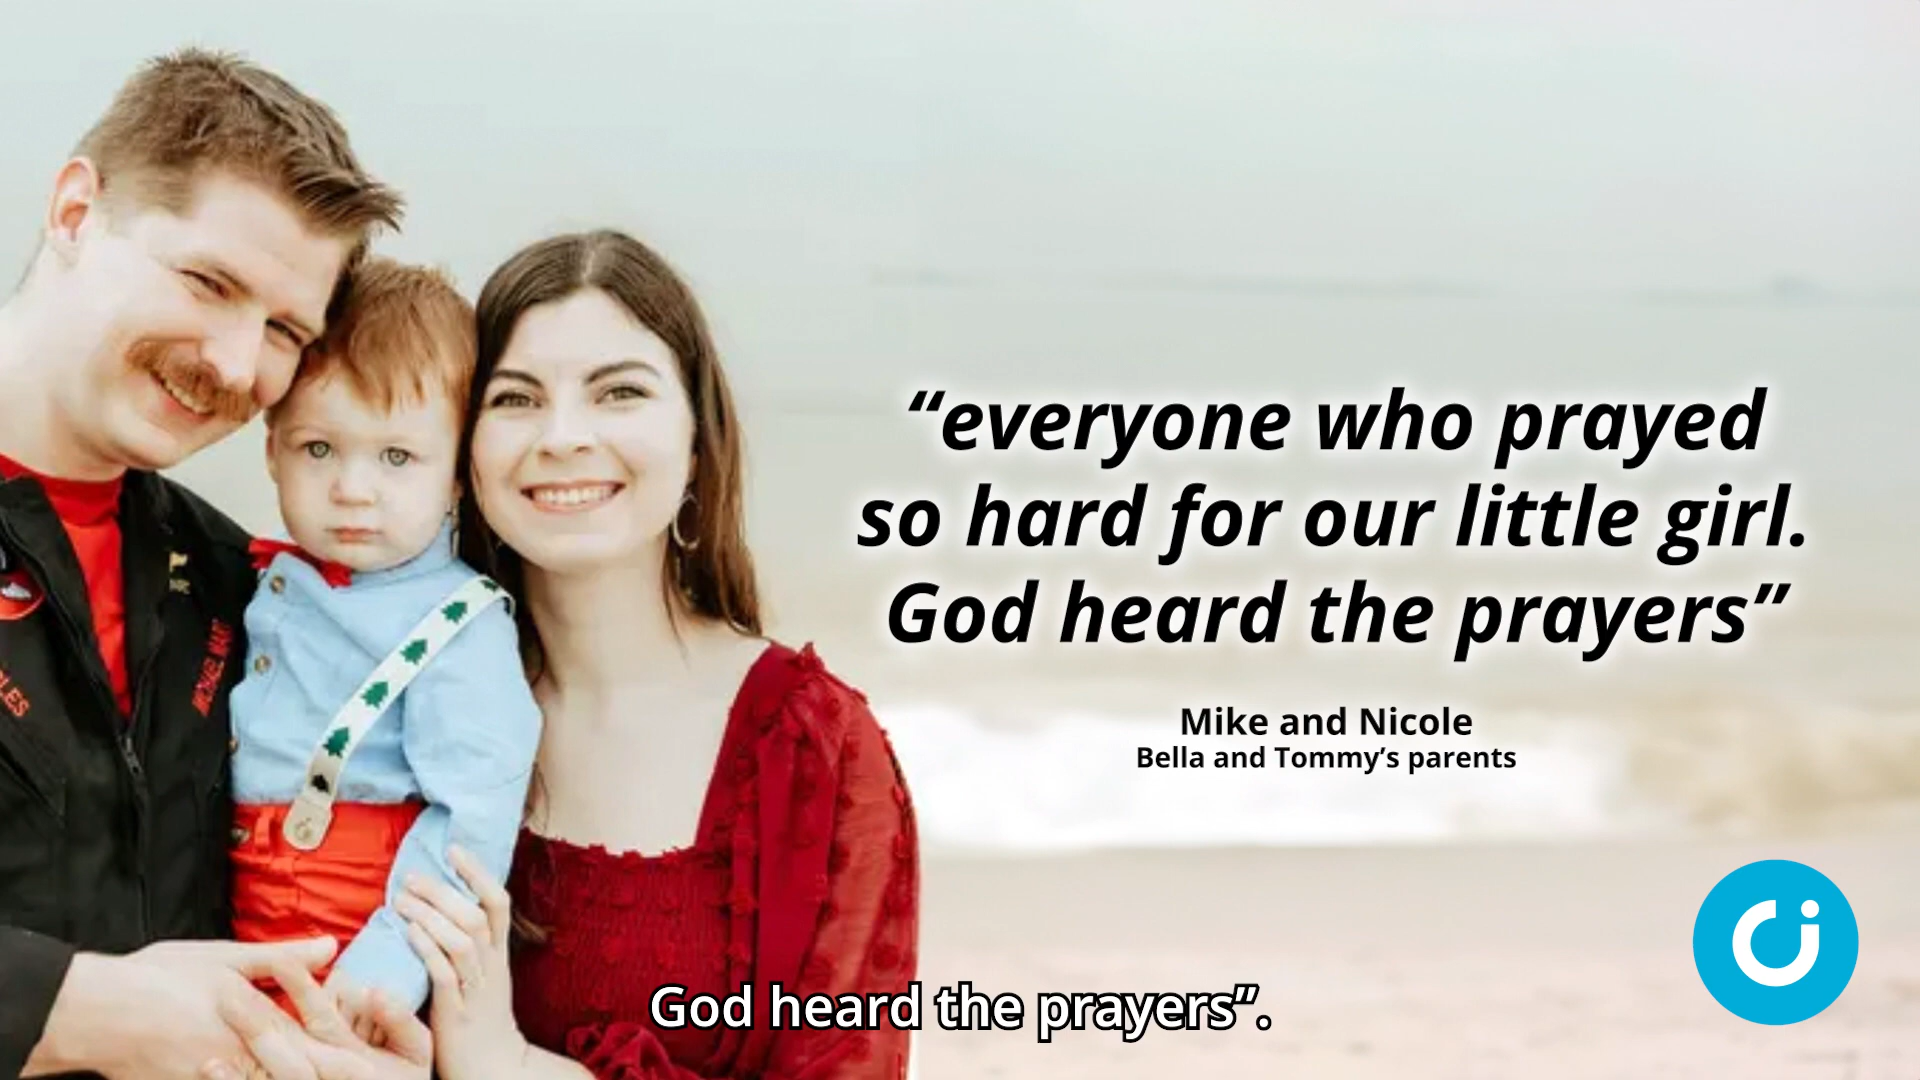 “everyone who prayed
so hard for our little girl.
God heard the prayers”
Mike and Nicole
Bella and Tommy’s parents
God heard the prayers”.